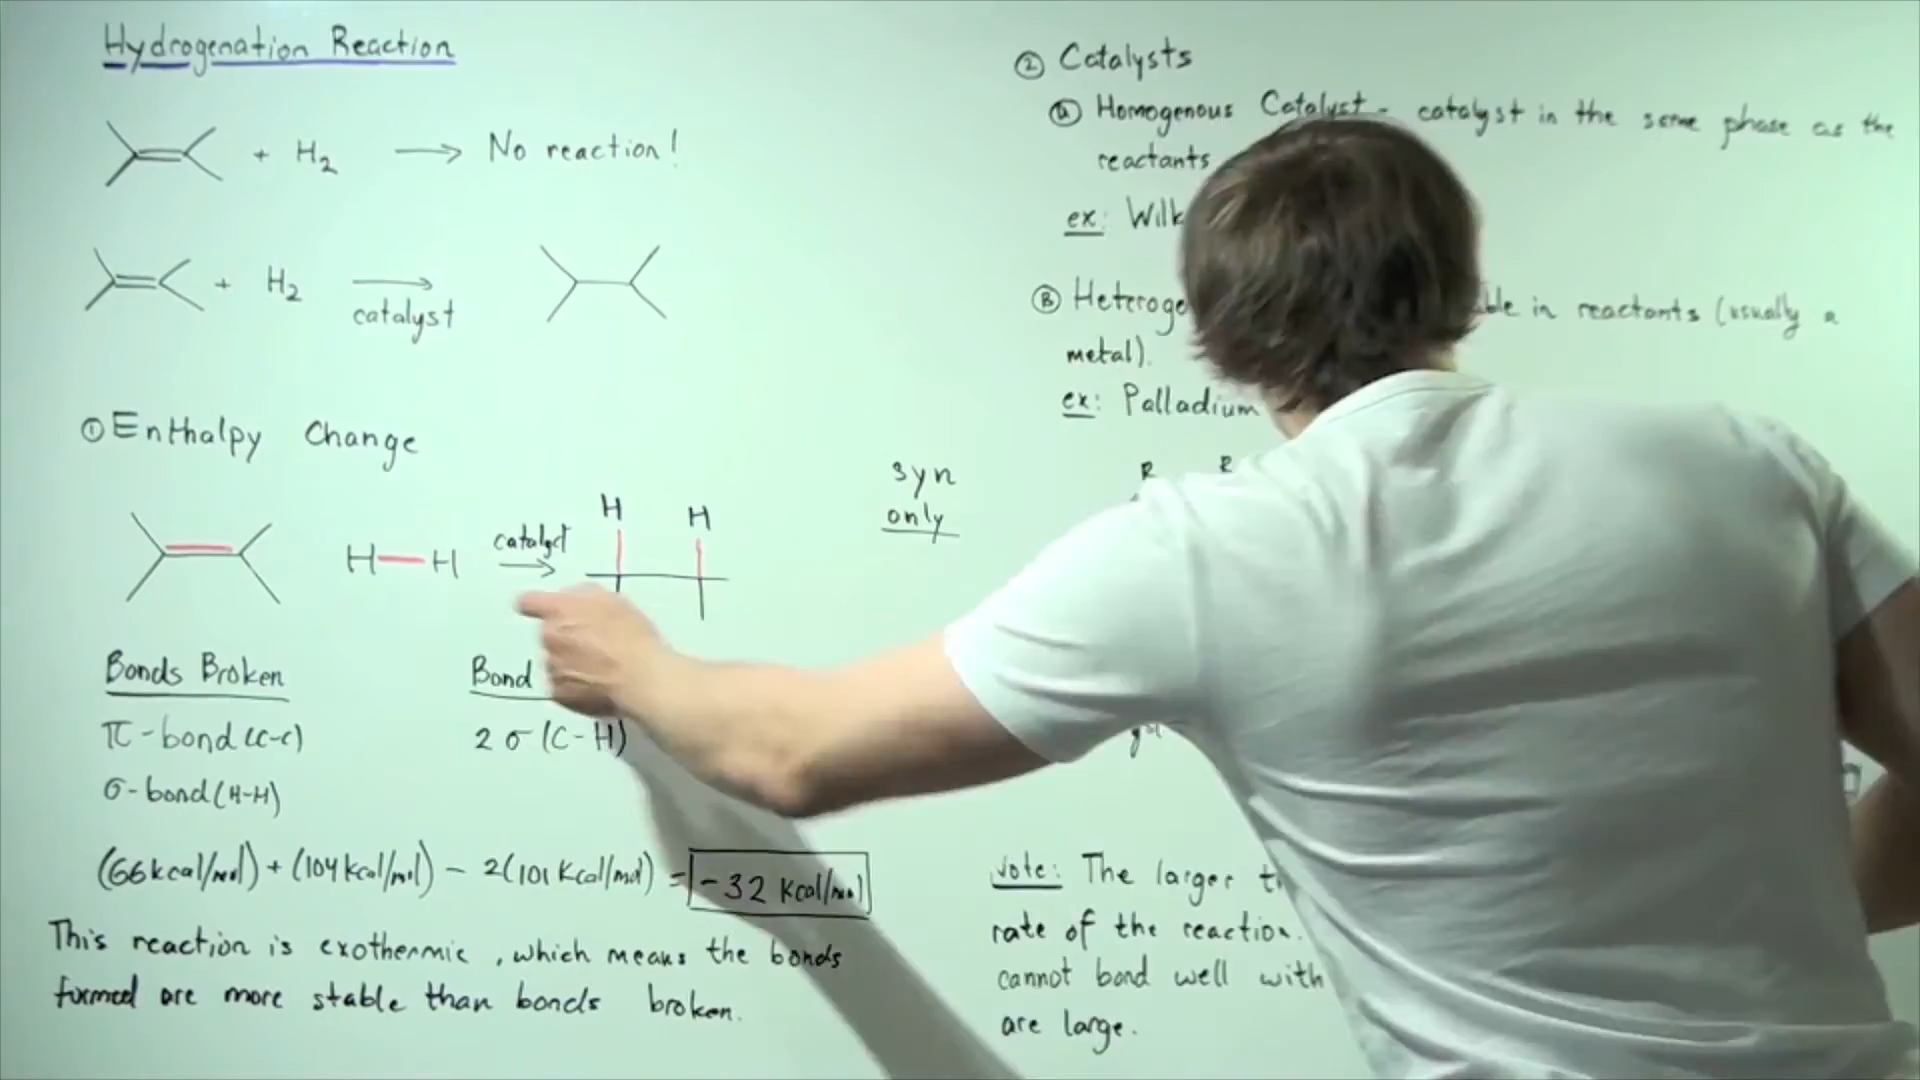 Hydrogenation Reaction
+ H2 → No reaction!
+ H2 → catalyst
① Enthalpy Change
H H
H—H catalyst →
Bonds Broken
Bond
π-bond (C-C)
2 σ (C-H)
σ-bond (H-H)
(66 kcal/mol) + (104 kcal/mol) - 2(101 kcal/mol) = -32 kcal/mol
This reaction is exothermic, which means the bonds
formed are more stable than bonds broken.
② Catalysts
ⓐ Homogenous Catalyst - catalyst in the same phase as the
reactants
ex: Wilk
Ⓑ Heteroge
in reactants (usually a
metal).
ex: Palladium
syn
only
R R
Note: The larger
rate of the reaction.
cannot bond well with
are large.